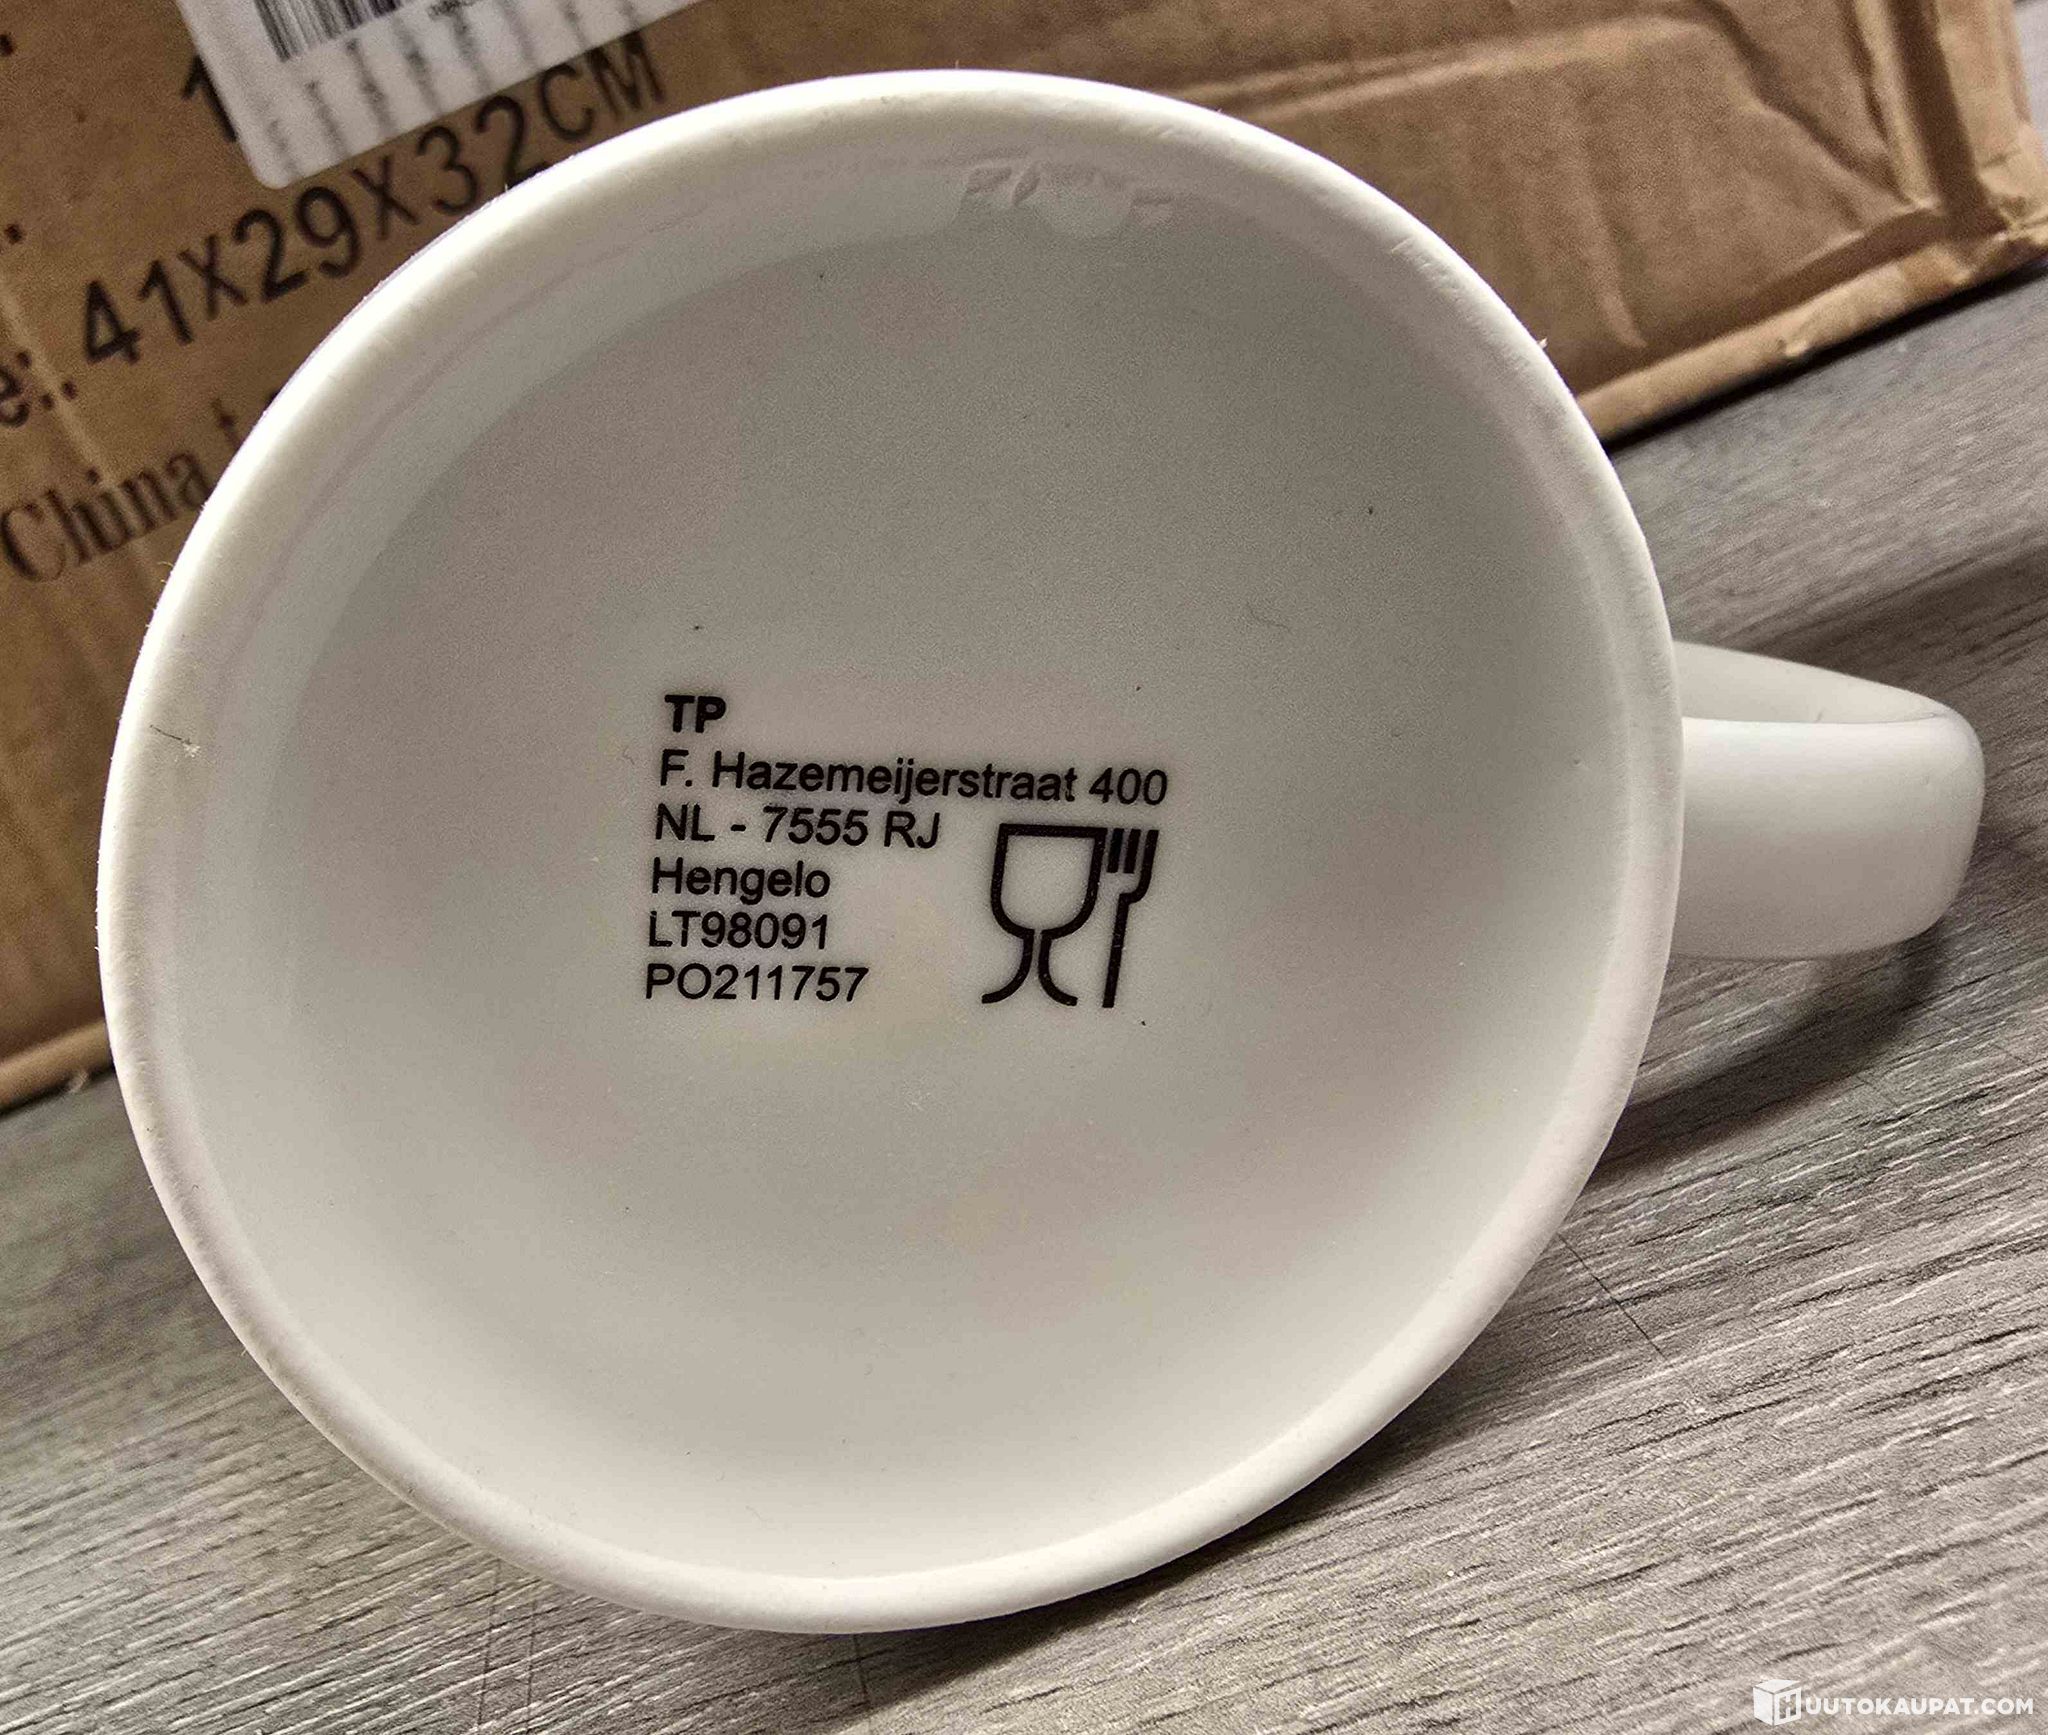 41X29X32CM
China
TP
F. Hazemeijerstraat 400
NL - 7555 RJ
Hengelo
LT98091
PO211757
HUUTOKAUPAT.COM